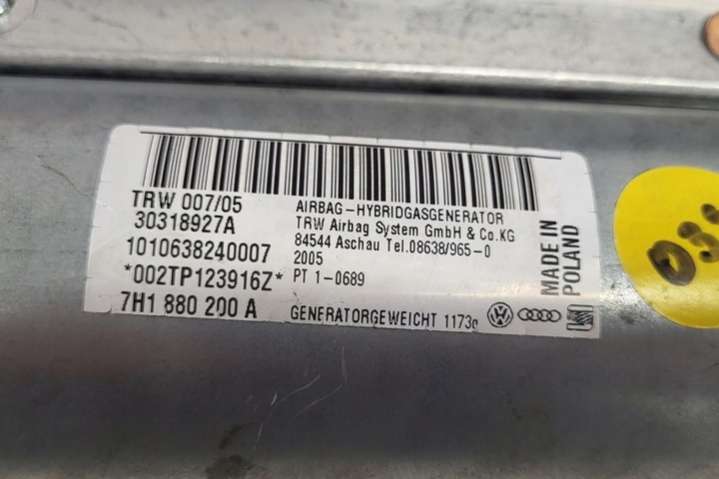 TRW 007/05
30318927A
1010638240007
*002TP123916Z*
7H1 880 200 A
AIRBAG-HYBRIDGASGENERATOR
TRW Airbag System GmbH & Co.KG
84544 Aschau Tel.08638/965-0
2005
PT 1-0689
GENERATORGEWEICHT 1173g
MADE IN
POLAND